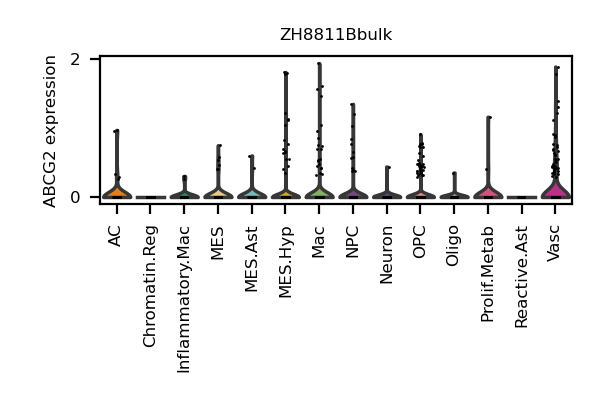 ZH8811Bbulk
ABCG2 expression
2
0
AC
Chromatin.Reg
Inflammatory.Mac
MES
MES.Ast
MES.Hyp
Mac
NPC
Neuron
OPC
Oligo
Prolif.Metab
Reactive.Ast
Vasc